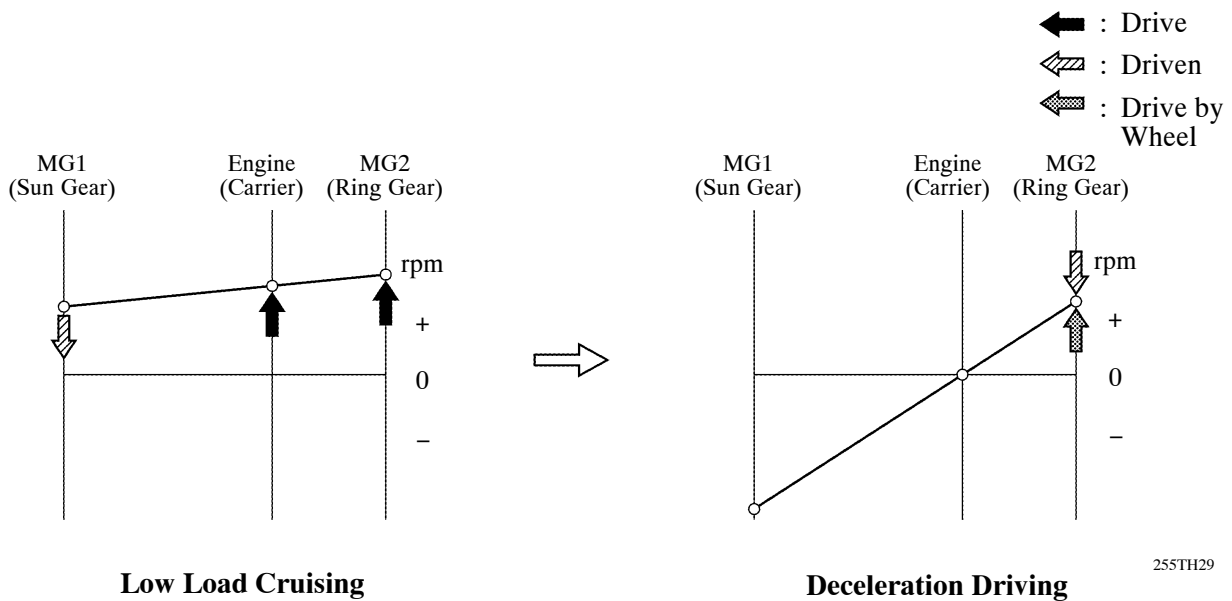 : Drive
: Driven
: Drive by
Wheel
MG1
(Sun Gear)
Engine
(Carrier)
MG2
(Ring Gear)
rpm
+
0
−
Low Load Cruising
MG1
(Sun Gear)
Engine
(Carrier)
MG2
(Ring Gear)
rpm
+
0
−
Deceleration Driving
255TH29